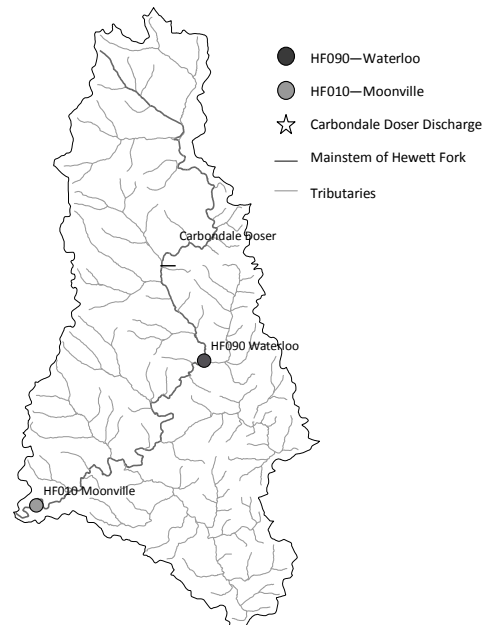 HF090—Waterloo
HF010—Moonville
Carbondale Doser Discharge
Mainstem of Hewett Fork
Tributaries
Carbondale Doser
HF090 Waterloo
HF010 Moonville